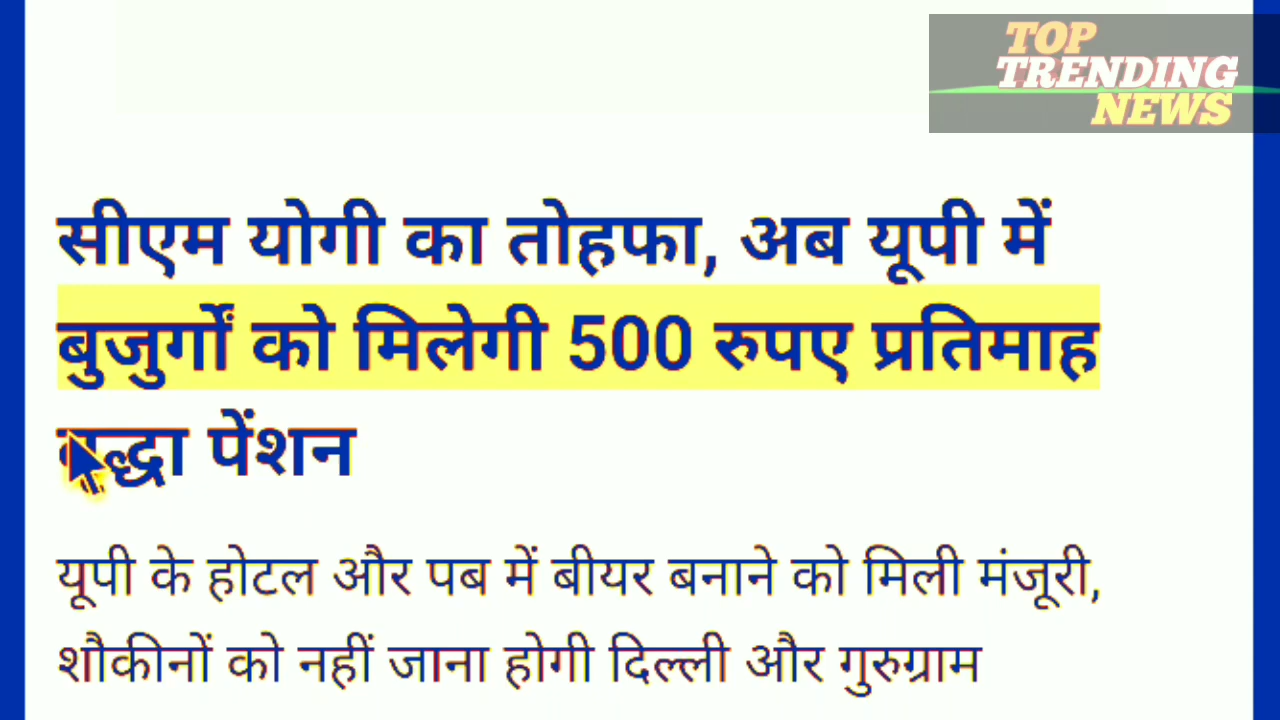 TOP
TRENDING
NEWS
सीएम योगी का तोहफा, अब यूपी में
बुजुर्गों को मिलेगी 500 रुपए प्रतिमाह
वृद्धा पेंशन
यूपी के होटल और पब में बीयर बनाने को मिली मंजूरी,
शौकीनों को नहीं जाना होगी दिल्ली और गुरुग्राम